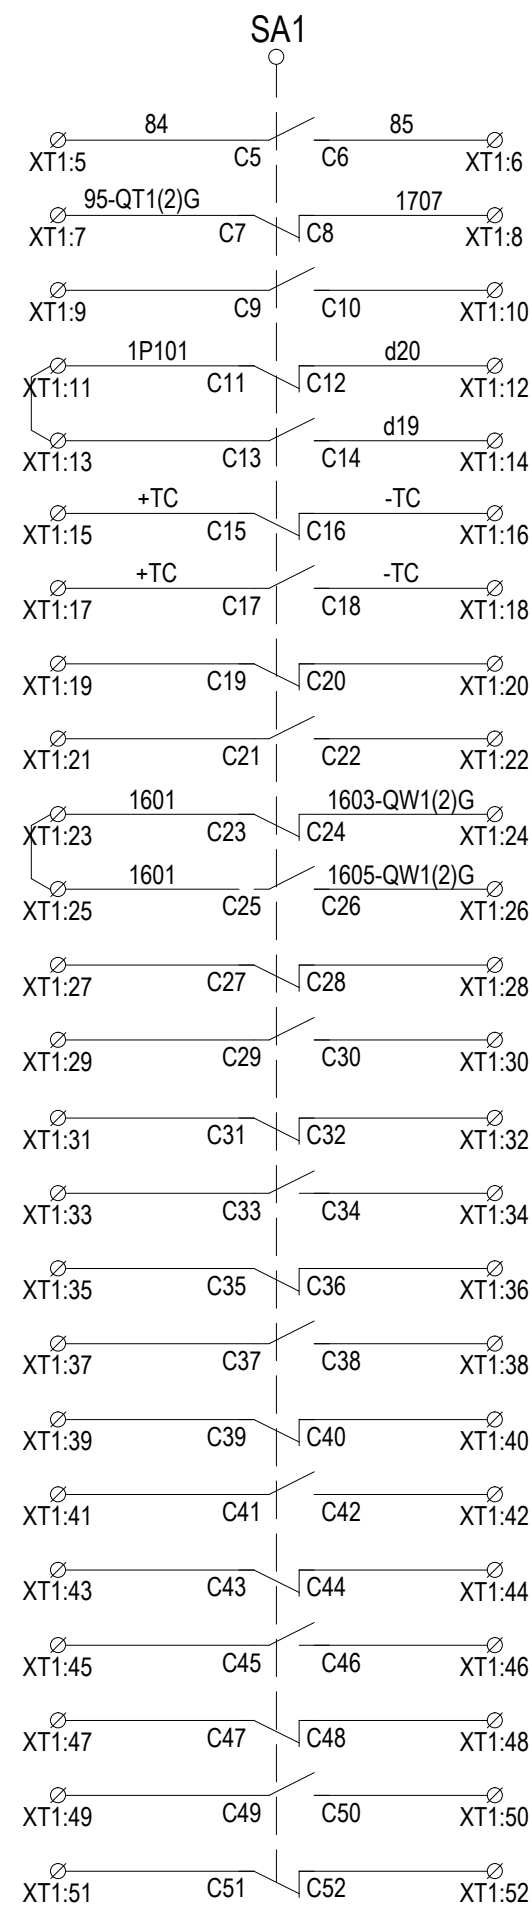 SA1
84 85
XT1:5 C5 C6 XT1:6
95-QT1(2)G 1707
XT1:7 C7 C8 XT1:8
XT1:9 C9 C10 XT1:10
1P101 d20
XT1:11 C11 C12 XT1:12
d19
XT1:13 C13 C14 XT1:14
+TC -TC
XT1:15 C15 C16 XT1:16
+TC -TC
XT1:17 C17 C18 XT1:18
XT1:19 C19 C20 XT1:20
XT1:21 C21 C22 XT1:22
1601 1603-QW1(2)G
XT1:23 C23 C24 XT1:24
1601 1605-QW1(2)G
XT1:25 C25 C26 XT1:26
XT1:27 C27 C28 XT1:28
XT1:29 C29 C30 XT1:30
XT1:31 C31 C32 XT1:32
XT1:33 C33 C34 XT1:34
XT1:35 C35 C36 XT1:36
XT1:37 C37 C38 XT1:38
XT1:39 C39 C40 XT1:40
XT1:41 C41 C42 XT1:42
XT1:43 C43 C44 XT1:44
XT1:45 C45 C46 XT1:46
XT1:47 C47 C48 XT1:48
XT1:49 C49 C50 XT1:50
XT1:51 C51 C52 XT1:52